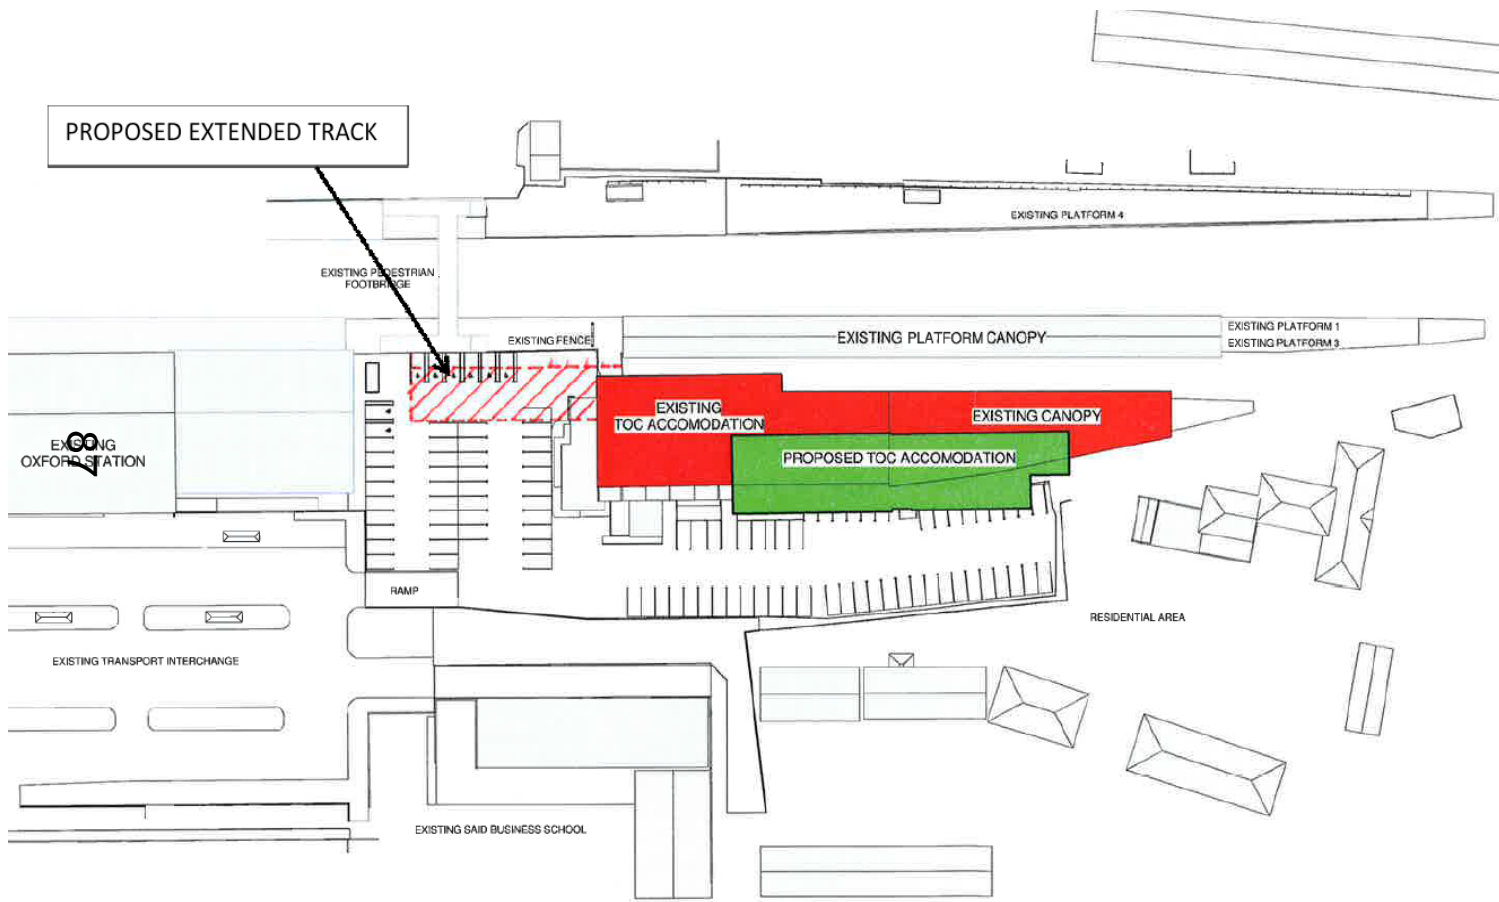 PROPOSED EXTENDED TRACK
EXISTING PLATFORM 4
EXISTING PEDESTRIAN
FOOTBRIDGE
EXISTING FENCE
EXISTING PLATFORM CANOPY
EXISTING PLATFORM 1
EXISTING PLATFORM 3
EXISTING
TOC ACCOMODATION
EXISTING CANOPY
PROPOSED TOC ACCOMODATION
EXISTING
OXFORD STATION
87
RAMP
RESIDENTIAL AREA
EXISTING TRANSPORT INTERCHANGE
EXISTING SAID BUSINESS SCHOOL